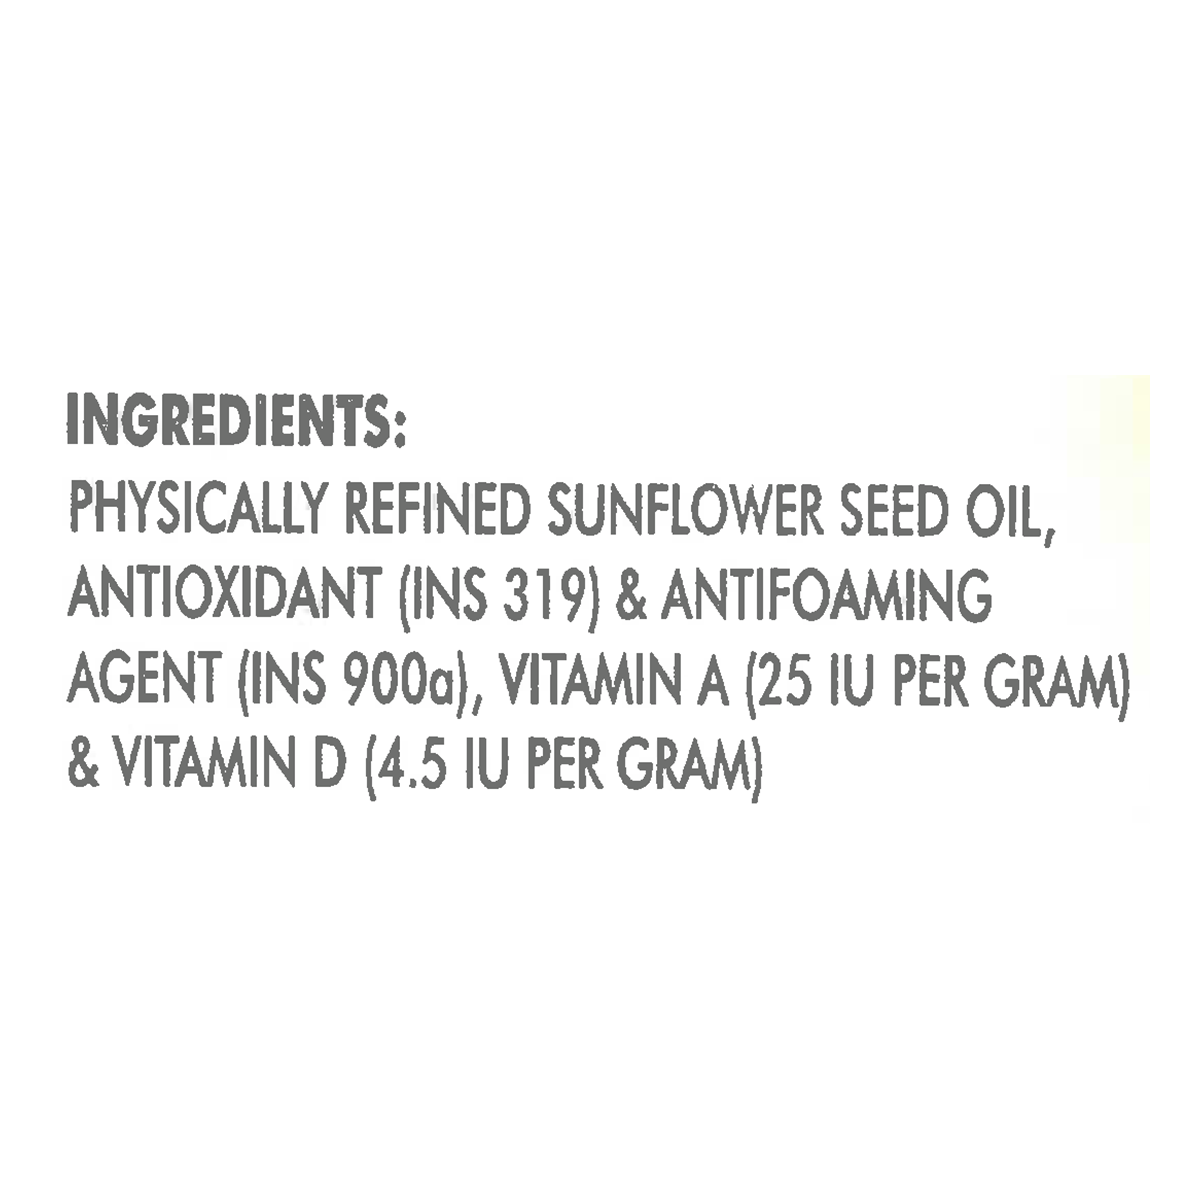 INGREDIENTS:
PHYSICALLY REFINED SUNFLOWER SEED OIL,
ANTIOXIDANT (INS 319) & ANTIFOAMING
AGENT (INS 900a), VITAMIN A (25 IU PER GRAM)
& VITAMIN D (4.5 IU PER GRAM)